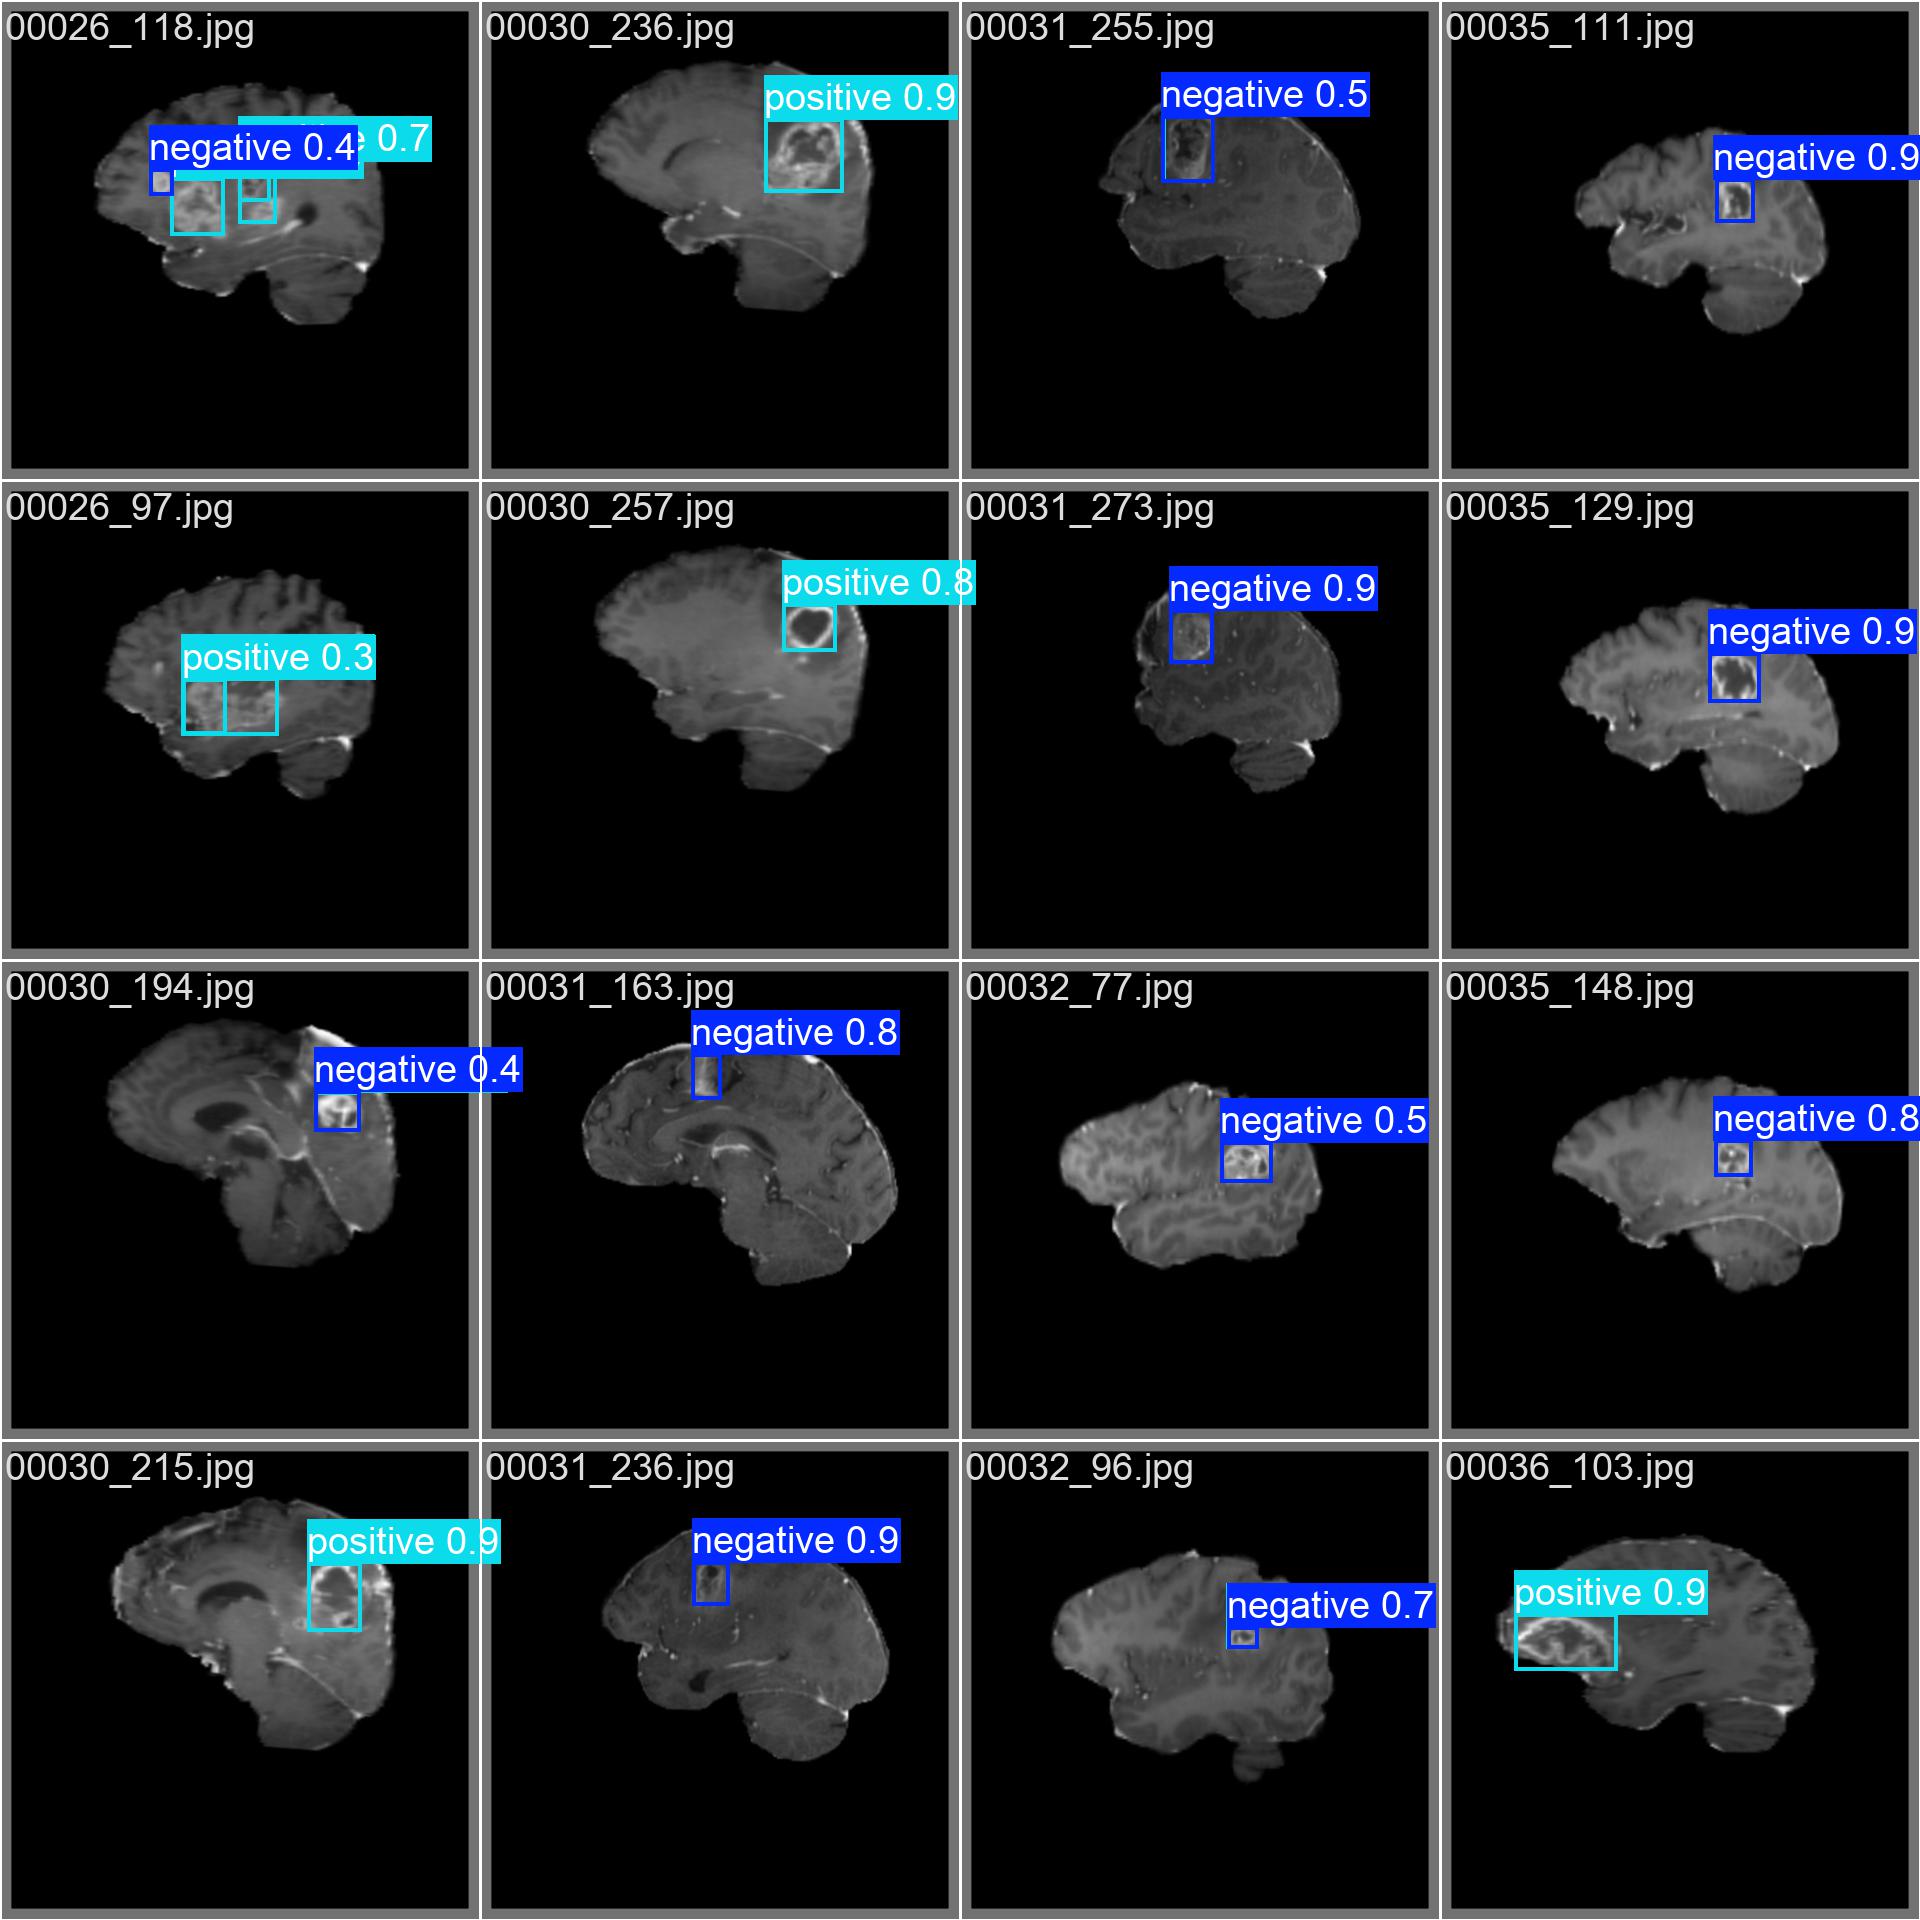 00026_118.jpg
negative 0.4
0.7
00030_236.jpg
positive 0.9
00031_255.jpg
negative 0.5
00035_111.jpg
negative 0.9
00026_97.jpg
positive 0.3
00030_257.jpg
positive 0.8
00031_273.jpg
negative 0.9
00035_129.jpg
negative 0.9
00030_194.jpg
negative 0.4
00031_163.jpg
negative 0.8
00032_77.jpg
negative 0.5
00035_148.jpg
negative 0.8
00030_215.jpg
positive 0.9
00031_236.jpg
negative 0.9
00032_96.jpg
negative 0.7
00036_103.jpg
positive 0.9